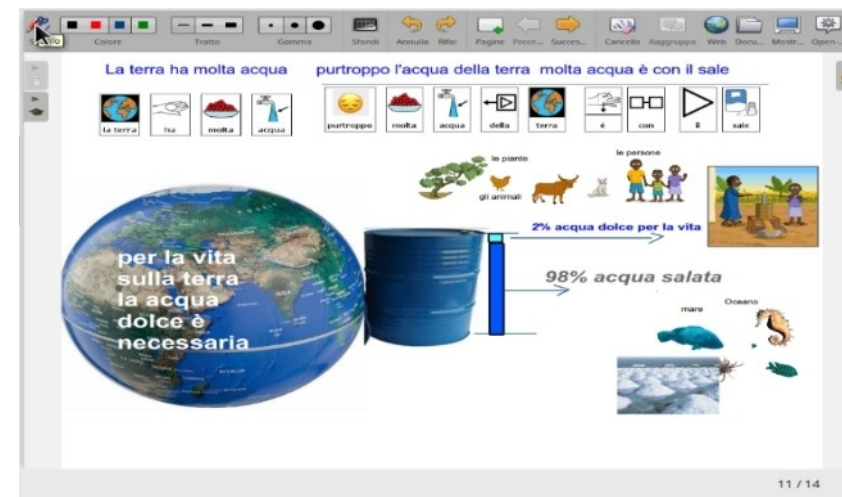 Colore Tratto Gomma Sfondi Annulla Rifai Pagine Prece... Succes... Cancella Raggruppa Web Docu... Mostr... Open-...
La terra ha molta acqua purtroppo l'acqua della terra molta acqua è con il sale
la terra ha molta acqua purtroppo molta acqua della terra é con il sale
le piante
le persone
gli animali
2% acqua dolce per la vita
per la vita
sulla terra
la acqua
dolce è
necessaria
98% acqua salata
mare
Oceano
11 / 14